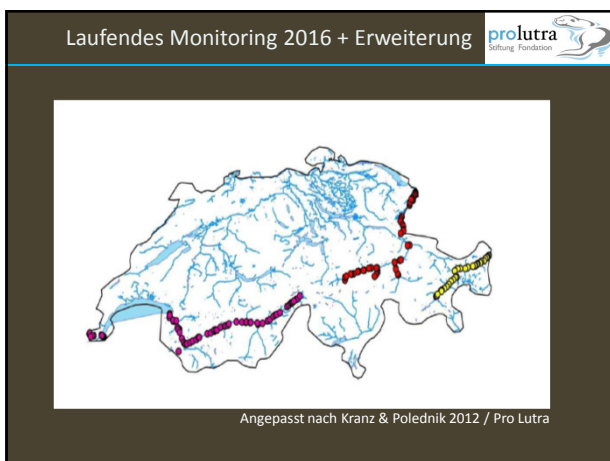 Laufendes Monitoring 2016 + Erweiterung
prolutra
Stiftung Fondation
Angepasst nach Kranz & Polednik 2012 / Pro Lutra